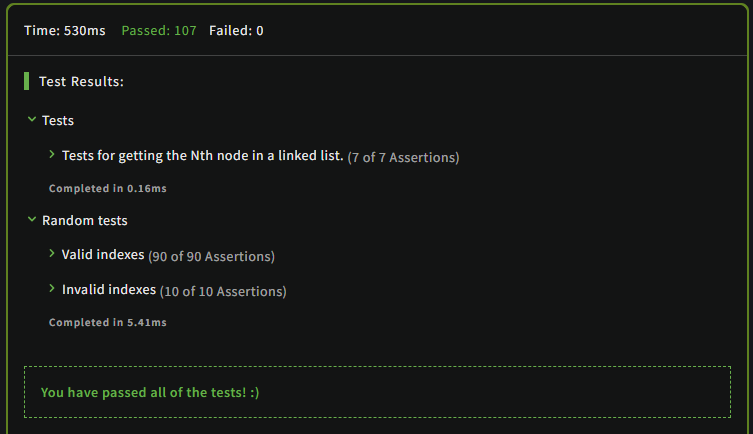 Time: 530ms Passed: 107 Failed: 0
Test Results:
Tests
Tests for getting the Nth node in a linked list. (7 of 7 Assertions)
Completed in 0.16ms
Random tests
Valid indexes (90 of 90 Assertions)
Invalid indexes (10 of 10 Assertions)
Completed in 5.41ms
You have passed all of the tests! :)